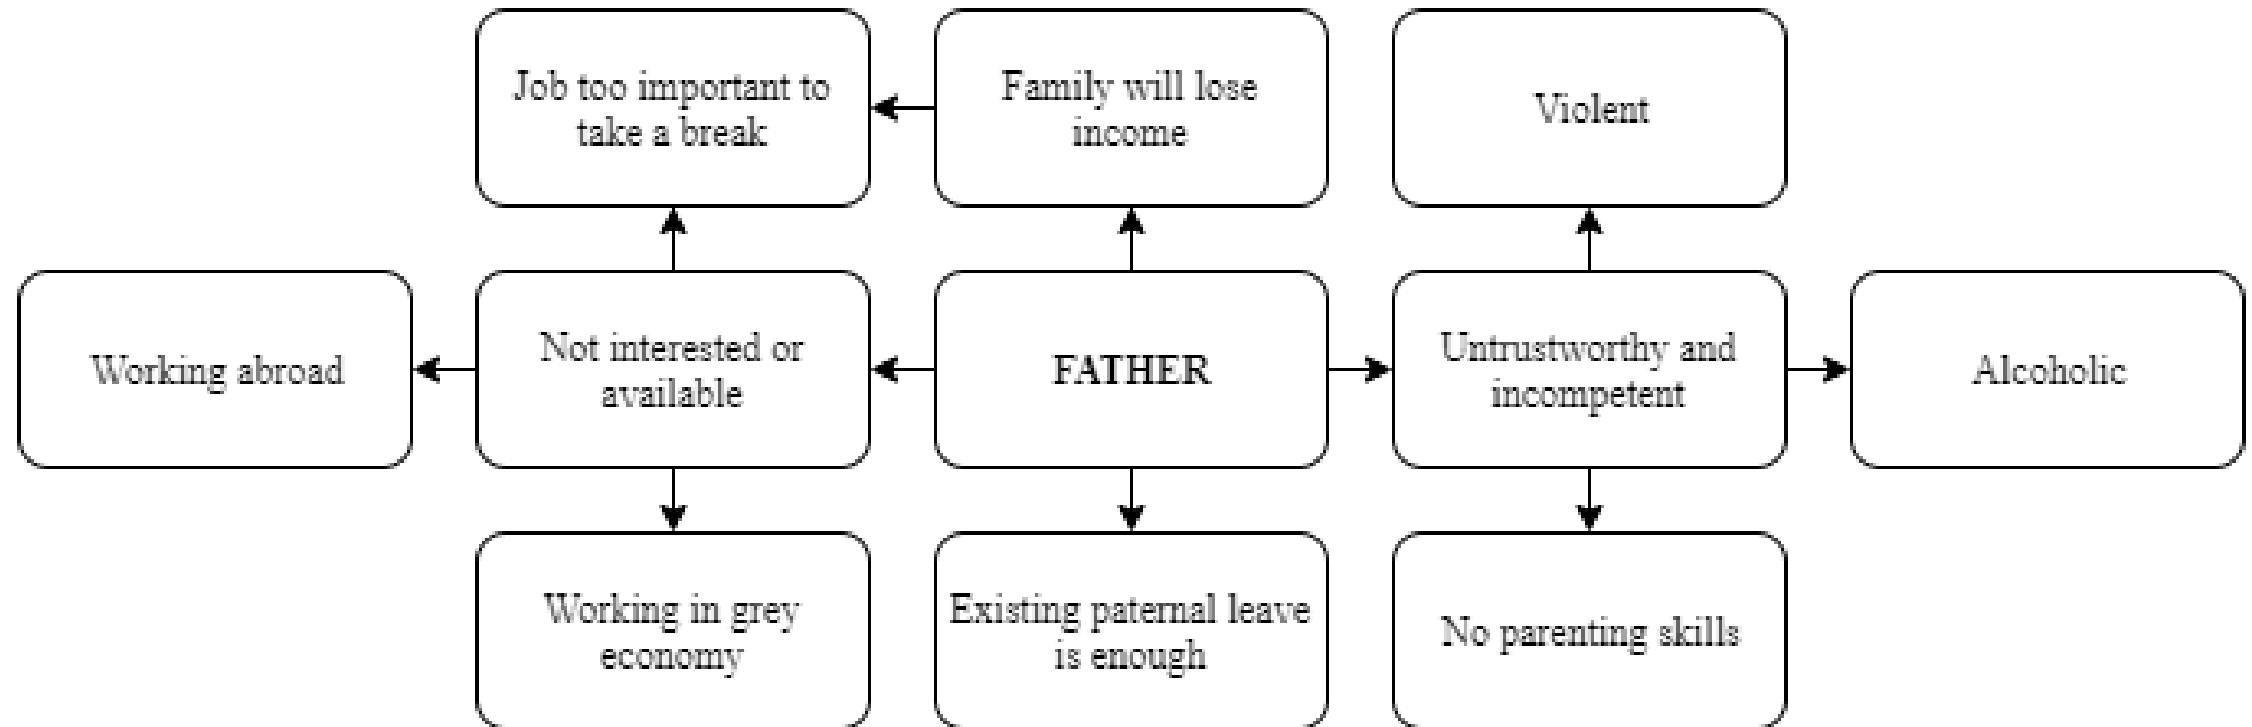 Job too important to
take a break
Family will lose
income
Violent
Working abroad
Not interested or
available
FATHER
Untrustworthy and
incompetent
Alcoholic
Working in grey
economy
Existing paternal leave
is enough
No parenting skills